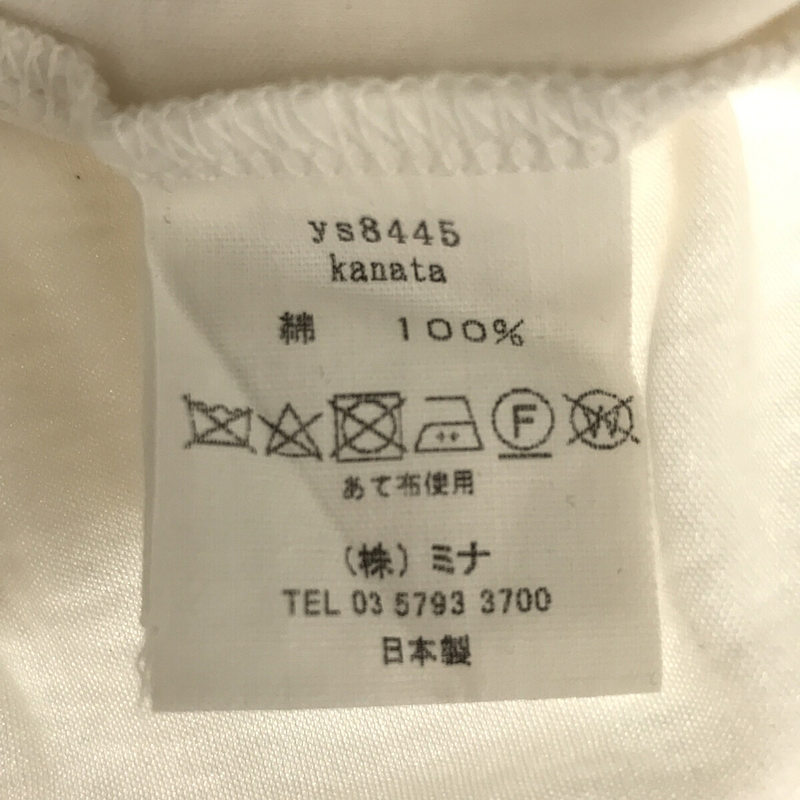 ys8445
kanata
綿 100%
F W
あて布使用
(株)ミナ
TEL 03 5793 3700
日本製